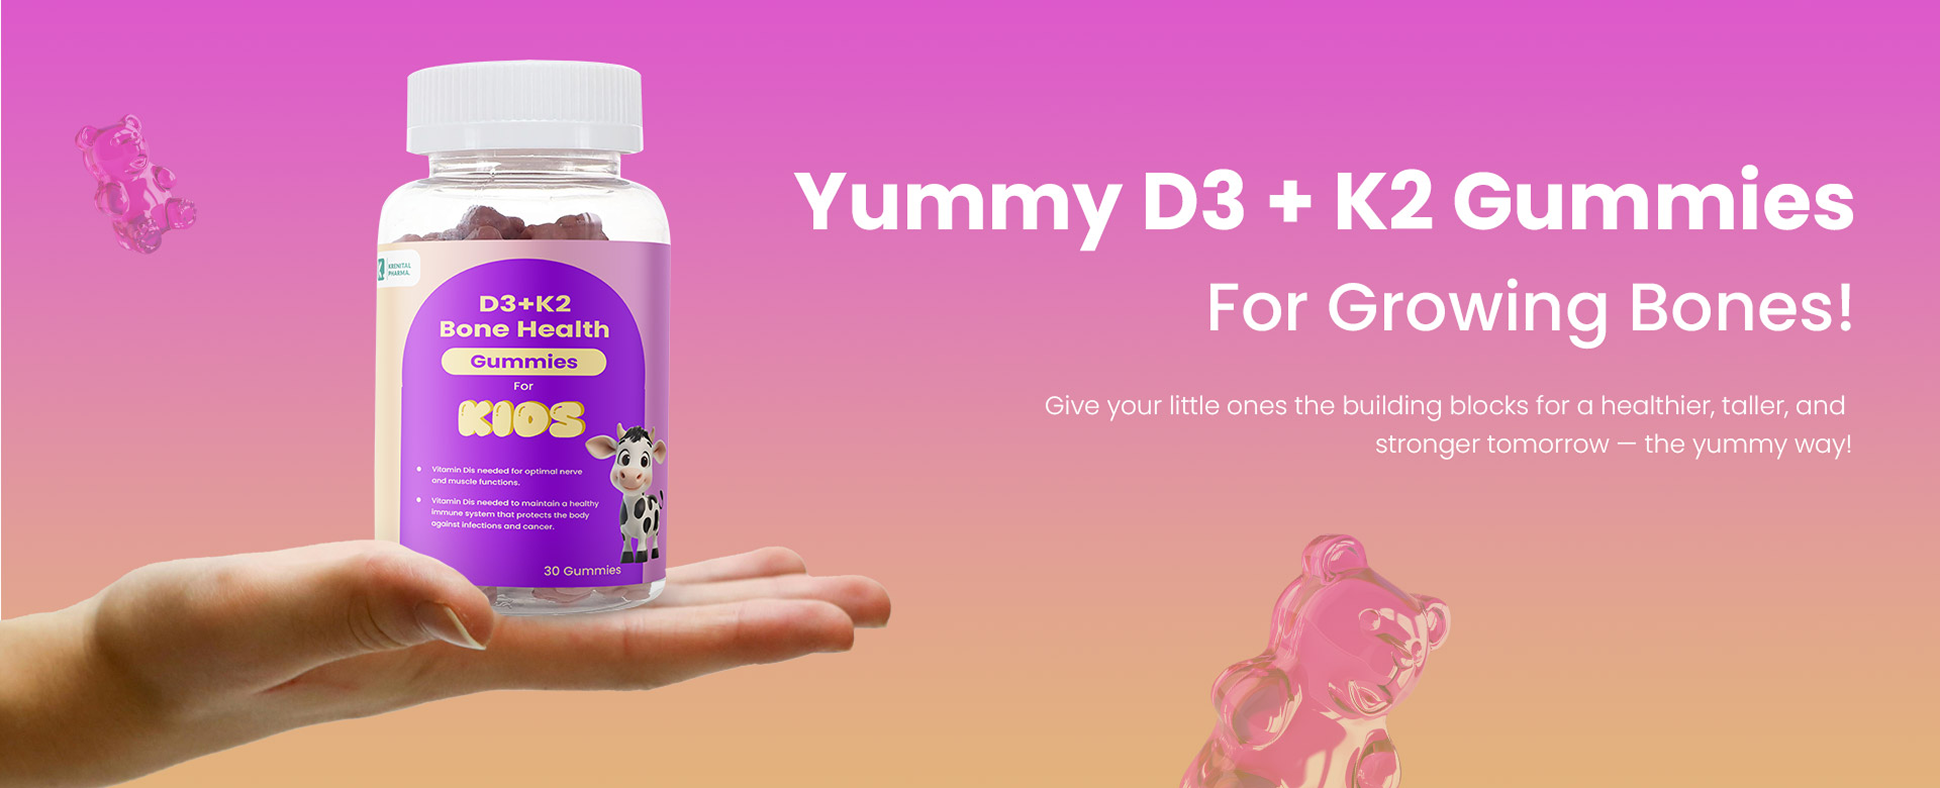 KRENITAL
PHARMA.
D3+K2
Bone Health
Gummies
For
KIDS
Vitamin Dis needed for optimal nerve
and muscle functions.
Vitamin Dis needed to maintain a healthy
immune system that protects the body
against infections and cancer.
30 Gummies
Yummy D3 + K2 Gummies
For Growing Bones!
Give your little ones the building blocks for a healthier, taller, and
stronger tomorrow — the yummy way!